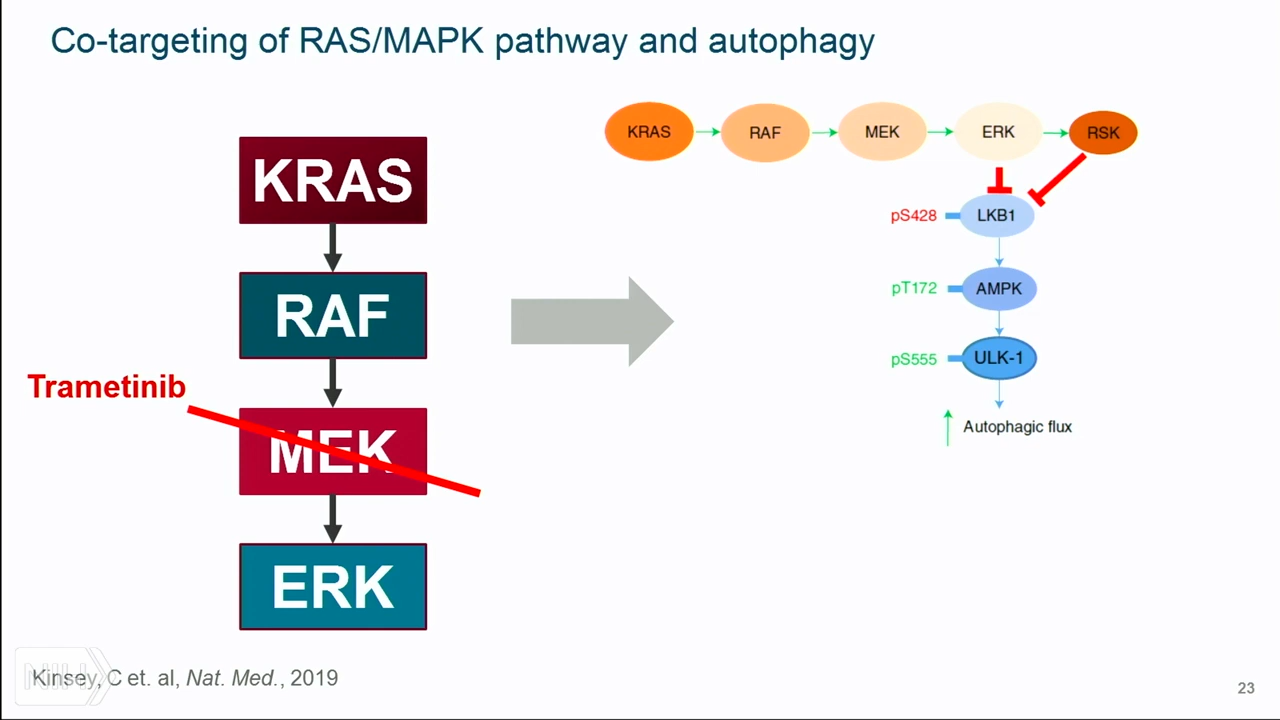 Co-targeting of RAS/MAPK pathway and autophagy
KRAS
RAF
Trametinib
MEK
ERK
KRAS RAF MEK ERK RSK
pS428 LKB1
pT172 AMPK
pS555 ULK-1
Autophagic flux
NIH
Kinsey, C et. al, Nat. Med., 2019
23